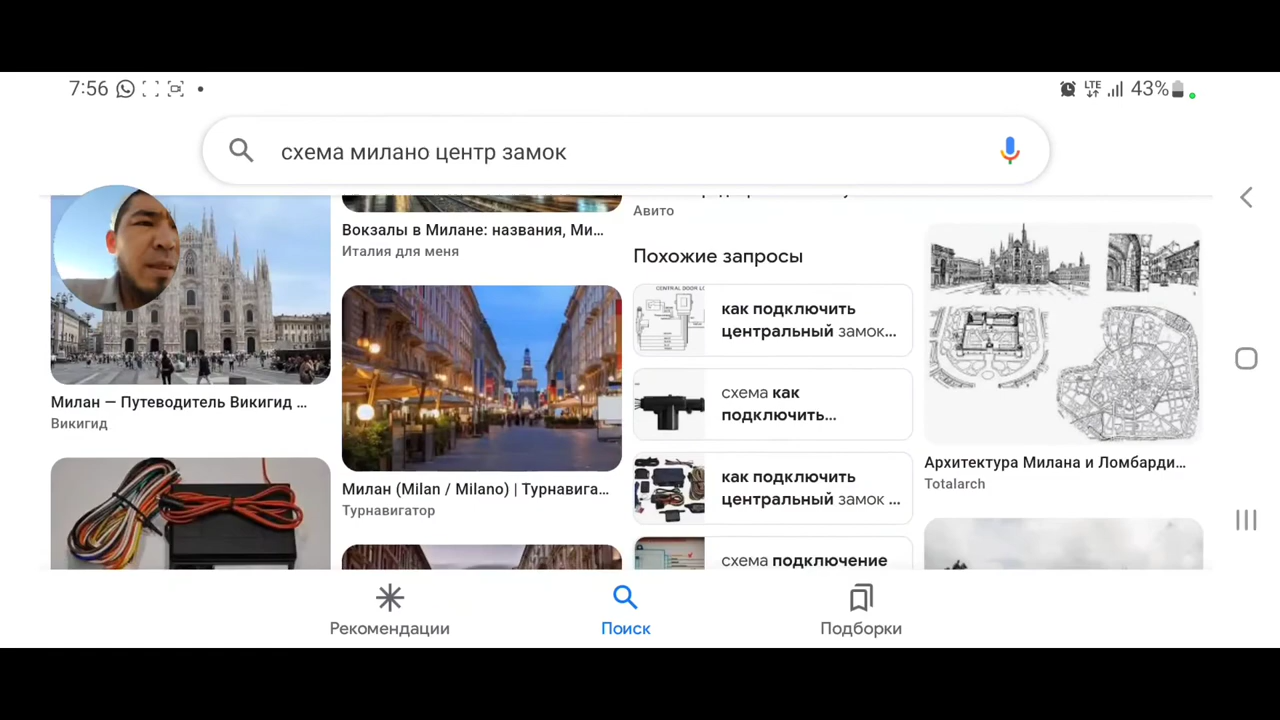 7:56
LTE
43%
схема милано центр замок
Милан — Путеводитель Викигид ...
Викигид
Вокзалы в Милане: названия, Ми...
Италия для меня
Милан (Milan / Milano) | Турнавига...
Турнавигатор
Авито
Похожие запросы
как подключить
центральный замок...
схема как
подключить...
как подключить
центральный замок ...
схема подключение
Архитектура Милана и Ломбарди...
Totalarch
Рекомендации
Поиск
Подборки